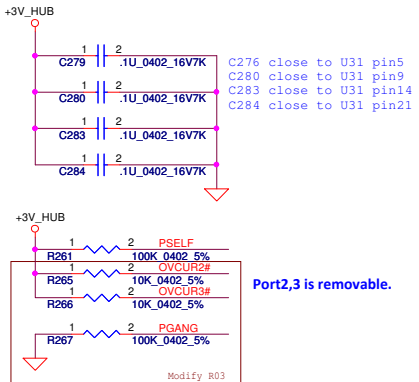 +3V_HUB
1 2
C279 .1U_0402_16V7K C276 close to U31 pin5
1 2 C280 close to U31 pin9
C280 .1U_0402_16V7K C283 close to U31 pin14
1 2 C284 close to U31 pin21
C283 .1U_0402_16V7K
1 2
C284 .1U_0402_16V7K
+3V_HUB
1 2 PSELF
R261 100K_0402_5%
1 2 OVCUR2#
R265 10K_0402_5% Port2,3 is removable.
1 2 OVCUR3#
R266 10K_0402_5%
1 2 PGANG
R267 100K_0402_5%
Modify R03